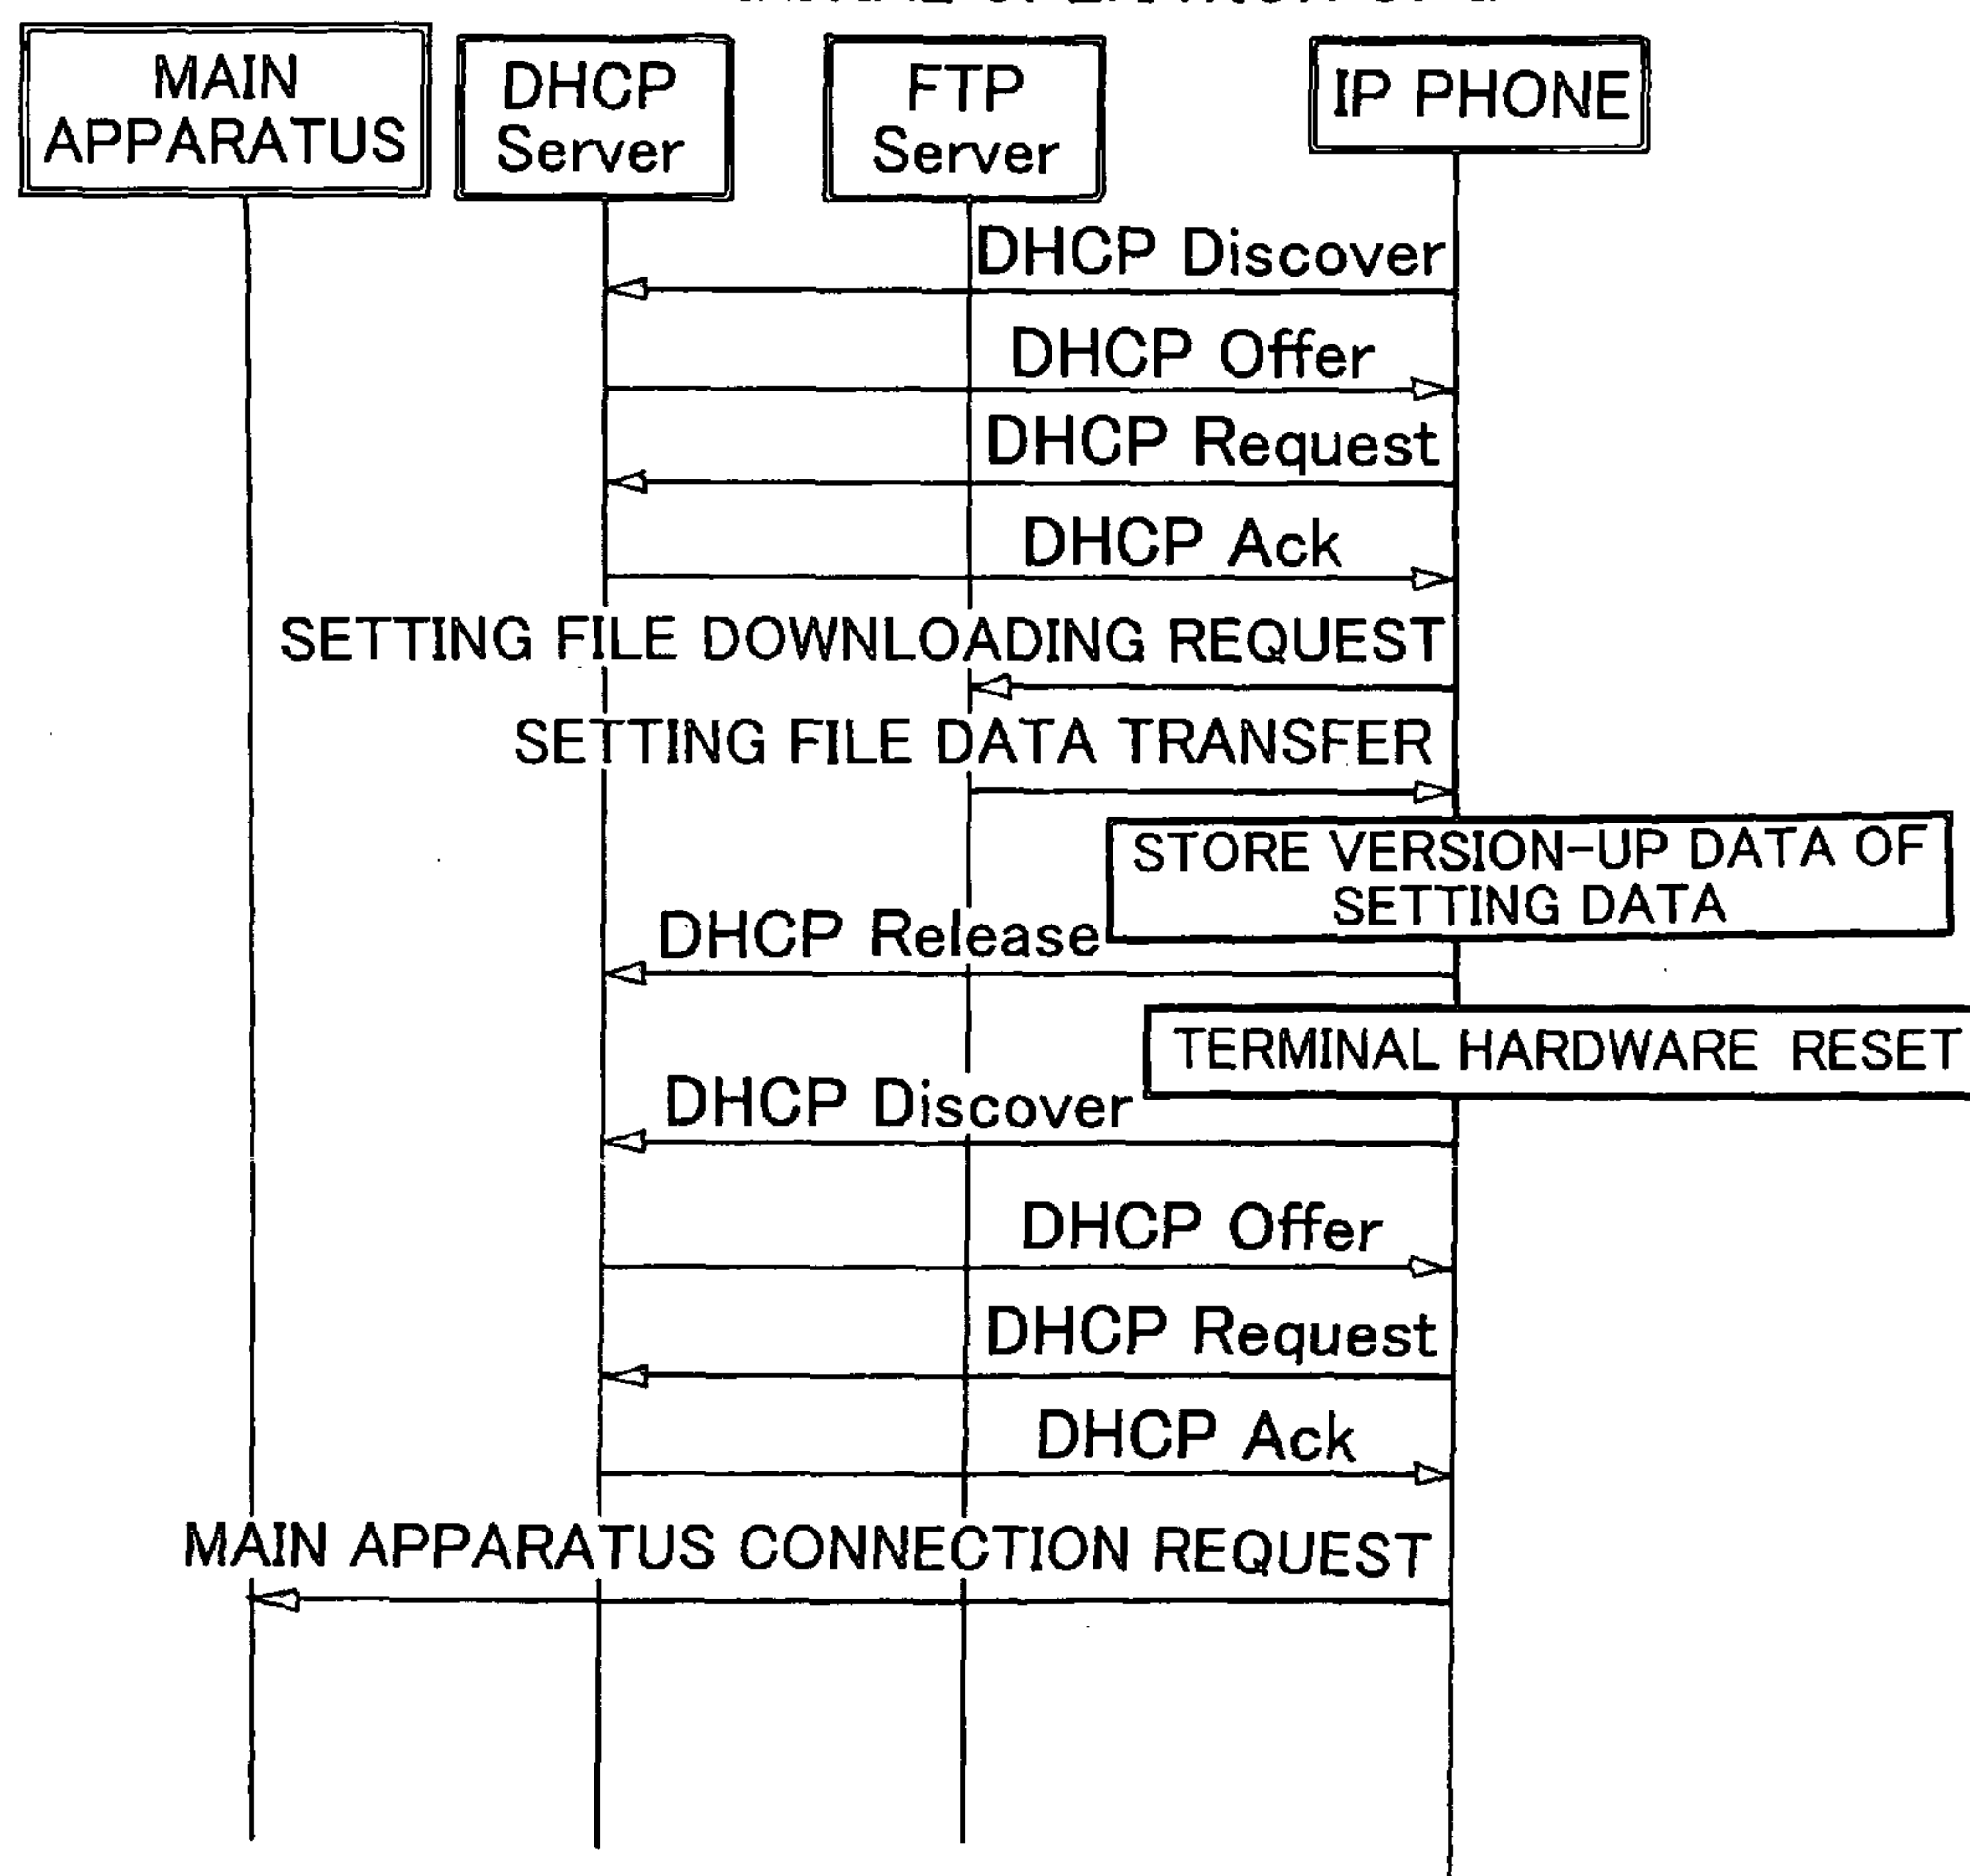 MAIN
APPARATUS
DHCP
Server
FTP
Server
IP PHONE
DHCP Discover
DHCP Offer
DHCP Request
DHCP Ack
SETTING FILE DOWNLOADING REQUEST
SETTING FILE DATA TRANSFER
STORE VERSION-UP DATA OF
SETTING DATA
DHCP Release
TERMINAL HARDWARE RESET
DHCP Discover
DHCP Offer
DHCP Request
DHCP Ack
MAIN APPARATUS CONNECTION REQUEST